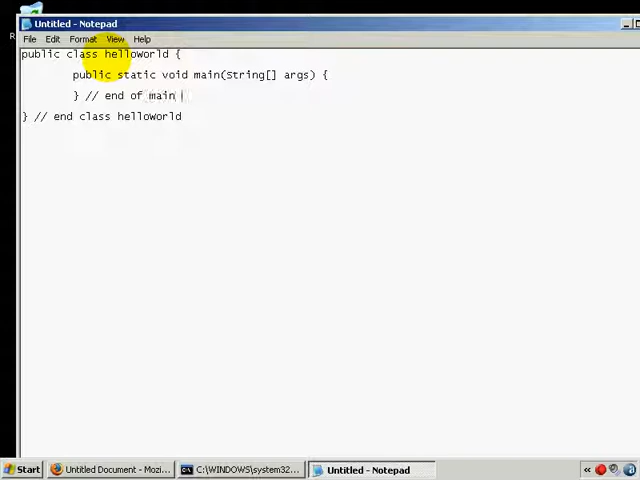 R
Untitled - Notepad
File Edit Format View Help
public class helloWorld {
public static void main(String[] args) {
} // end of main
} // end class helloWorld
Start Untitled Document - Mozi... C:\WINDOWS\system32... Untitled - Notepad «